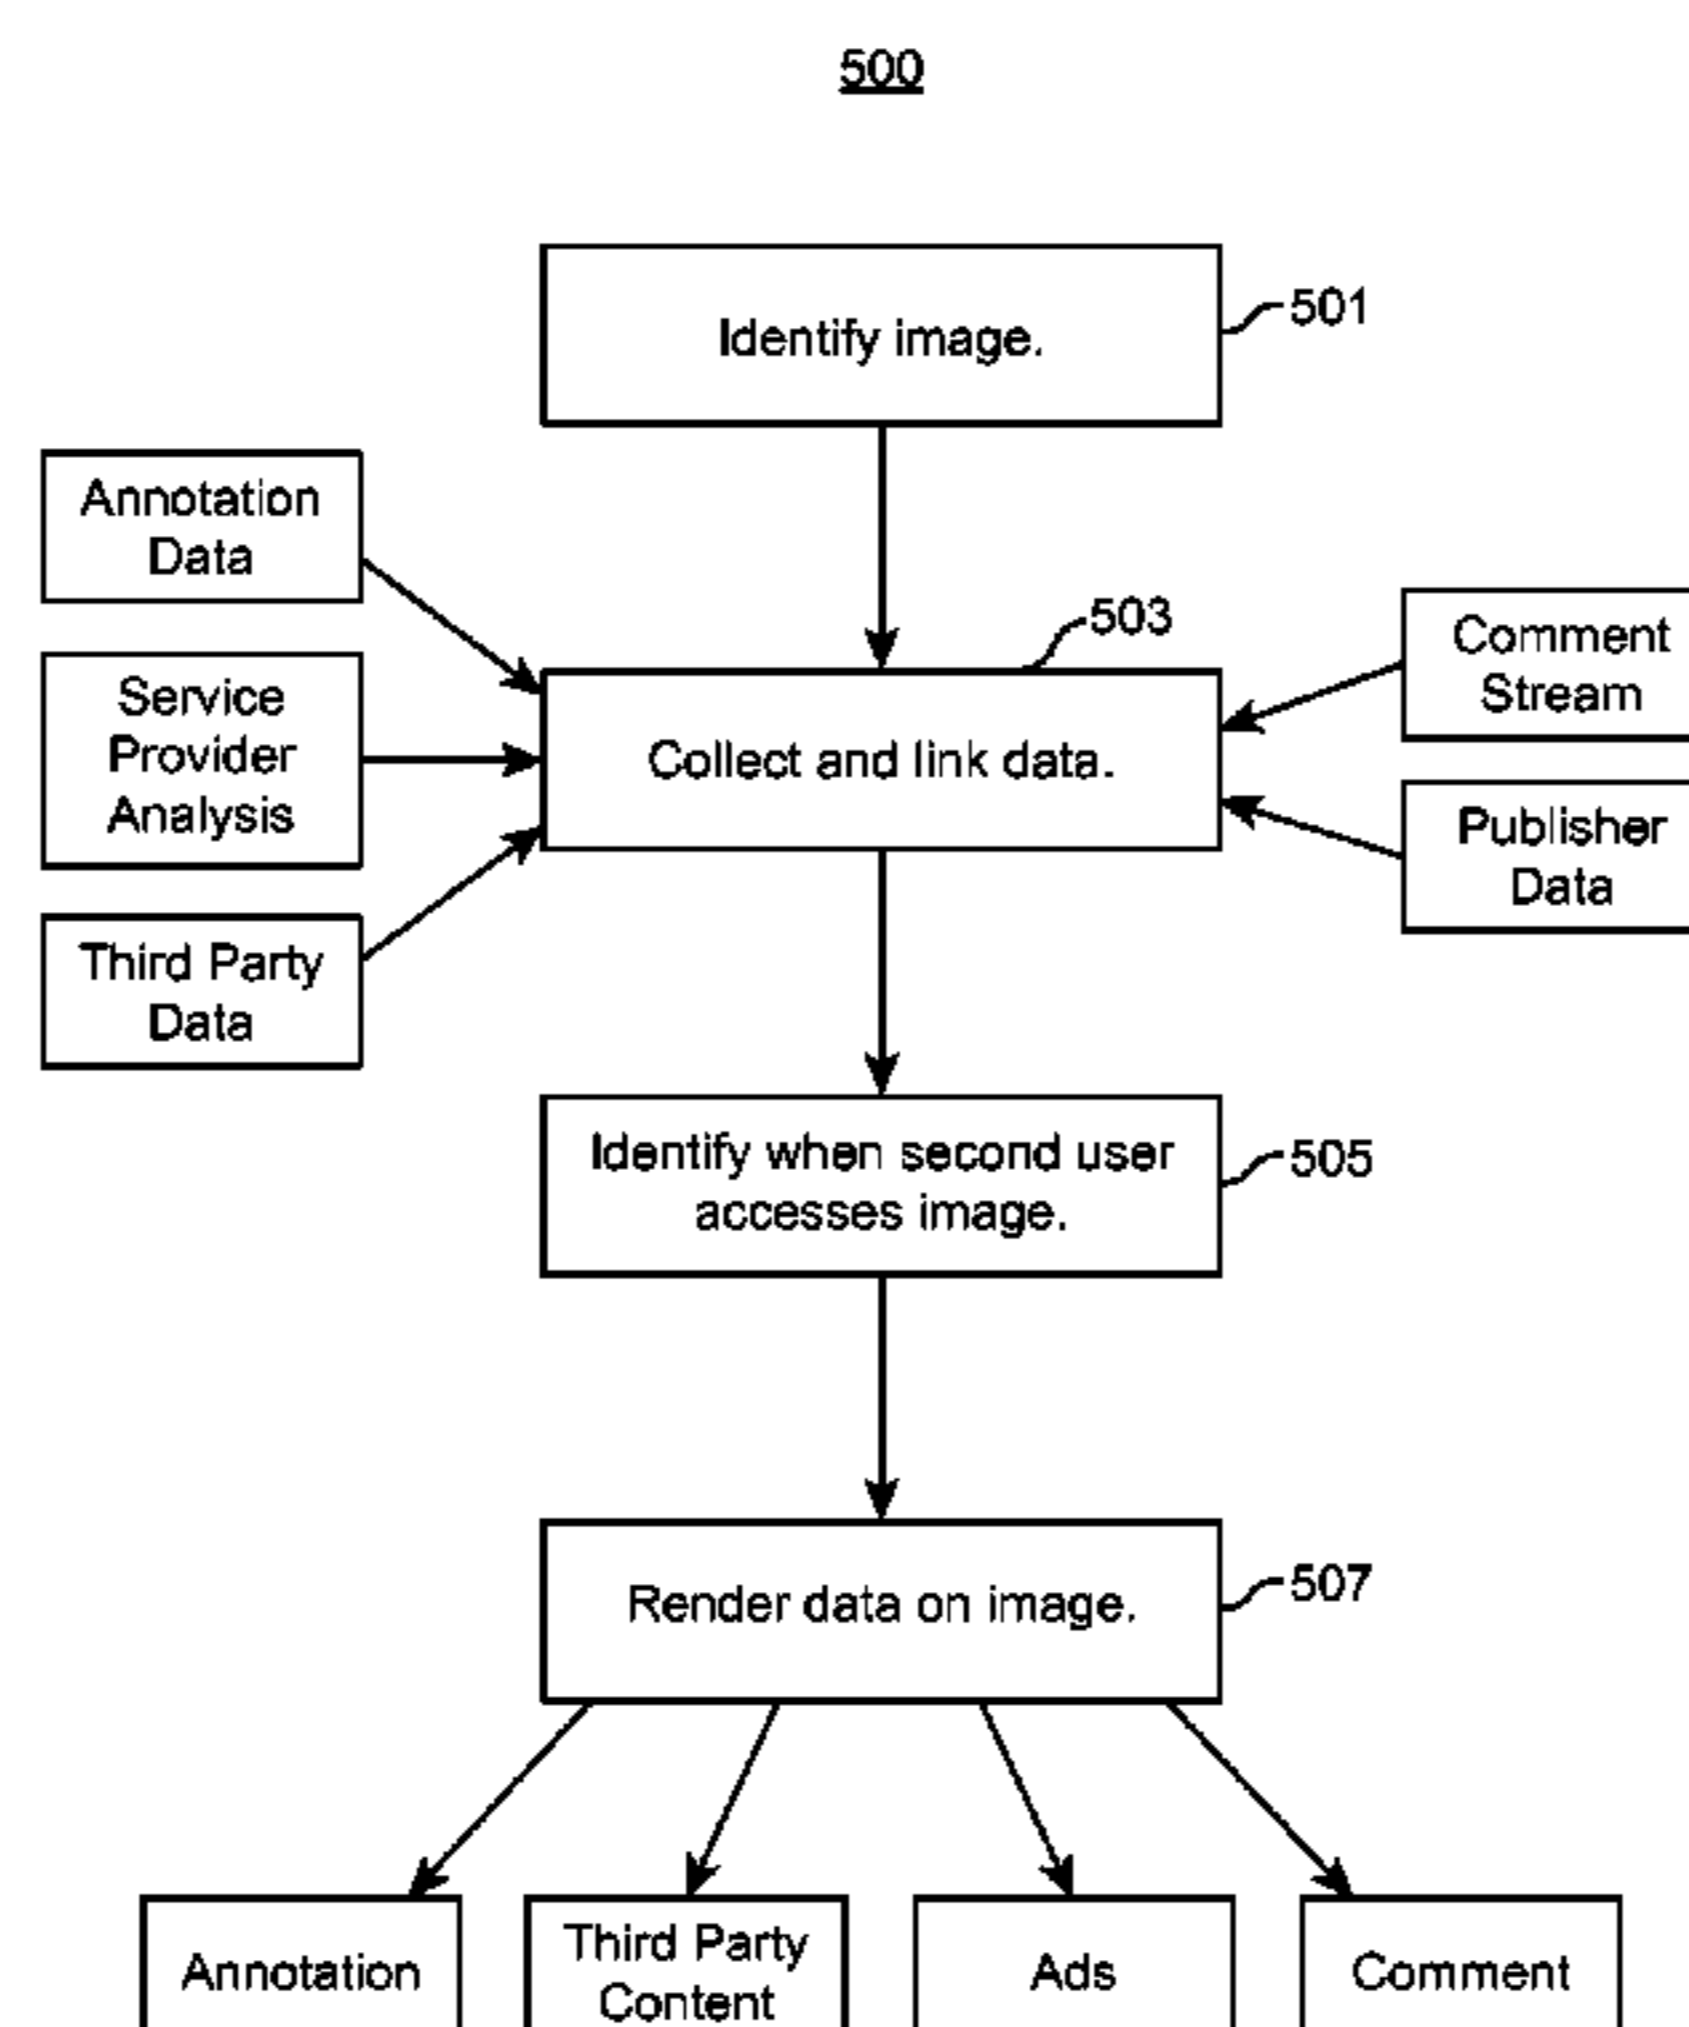 500
Identify image.
501
Annotation
Data
503
Comment
Stream
Service
Provider
Analysis
Collect and link data.
Publisher
Data
Third Party
Data
Identify when second user
accesses image.
505
Render data on image.
507
Annotation
Third Party
Content
Ads
Comment